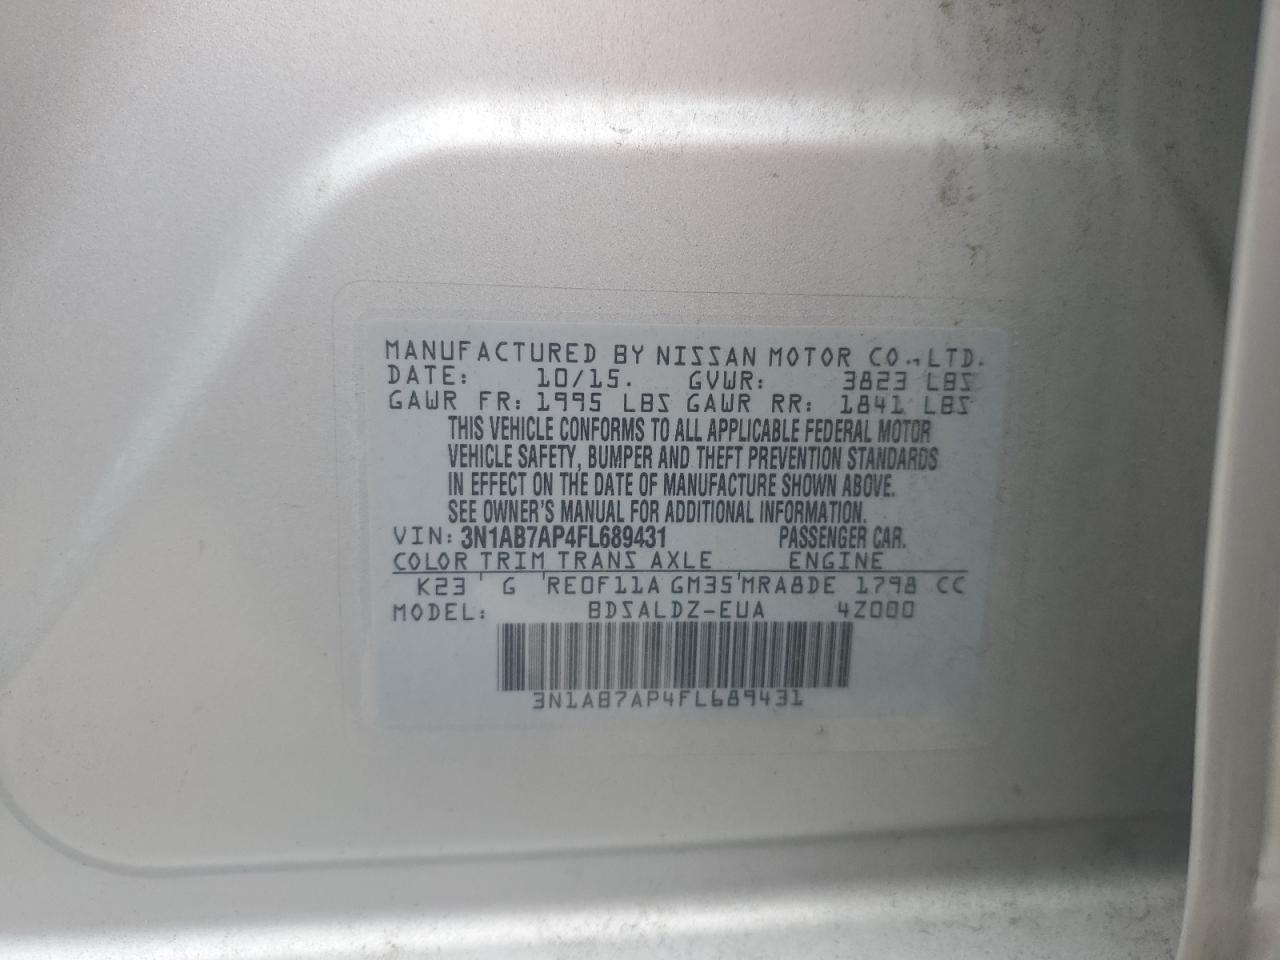 MANUFACTURED BY NISSAN MOTOR CO., LTD.
DATE: 10/15. GVWR: 3823 LBS
GAWR FR: 1995 LBS GAWR RR: 1841 LBS
THIS VEHICLE CONFORMS TO ALL APPLICABLE FEDERAL MOTOR
VEHICLE SAFETY, BUMPER AND THEFT PREVENTION STANDARDS
IN EFFECT ON THE DATE OF MANUFACTURE SHOWN ABOVE.
SEE OWNER'S MANUAL FOR ADDITIONAL INFORMATION.
VIN: 3N1AB7AP4FL689431 PASSENGER CAR.
COLOR TRIM TRANS AXLE ENGINE
K23 ' G 'RE0F11A GM35'MRA8DE 1798 CC
MODEL: BDSALDZ-EUA 4Z000
3N1AB7AP4FL689431